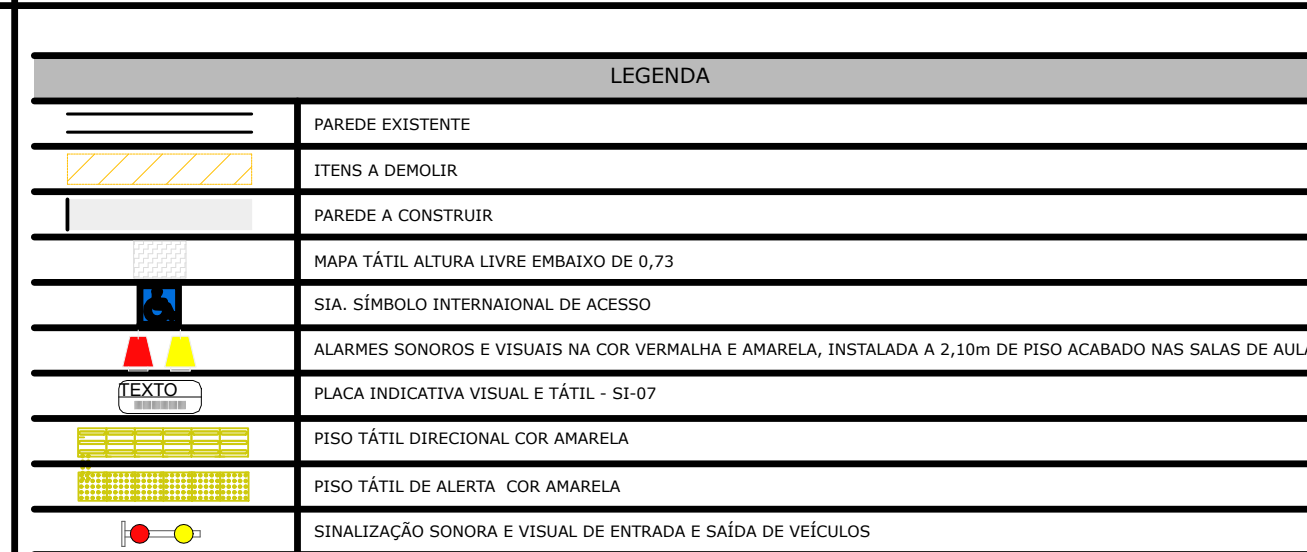 LEGENDA
PAREDE EXISTENTE
ITENS A DEMOLIR
PAREDE A CONSTRUIR
MAPA TÁTIL ALTURA LIVRE EMBAIXO DE 0,73
SIA. SÍMBOLO INTERNAIONAL DE ACESSO
ALARMES SONOROS E VISUAIS NA COR VERMALHA E AMARELA, INSTALADA A 2,10m DE PISO ACABADO NAS SALAS DE AULA
TEXTO
PLACA INDICATIVA VISUAL E TÁTIL - SI-07
PISO TÁTIL DIRECIONAL COR AMARELA
PISO TÁTIL DE ALERTA  COR AMARELA
SINALIZAÇÃO SONORA E VISUAL DE ENTRADA E SAÍDA DE VEÍCULOS